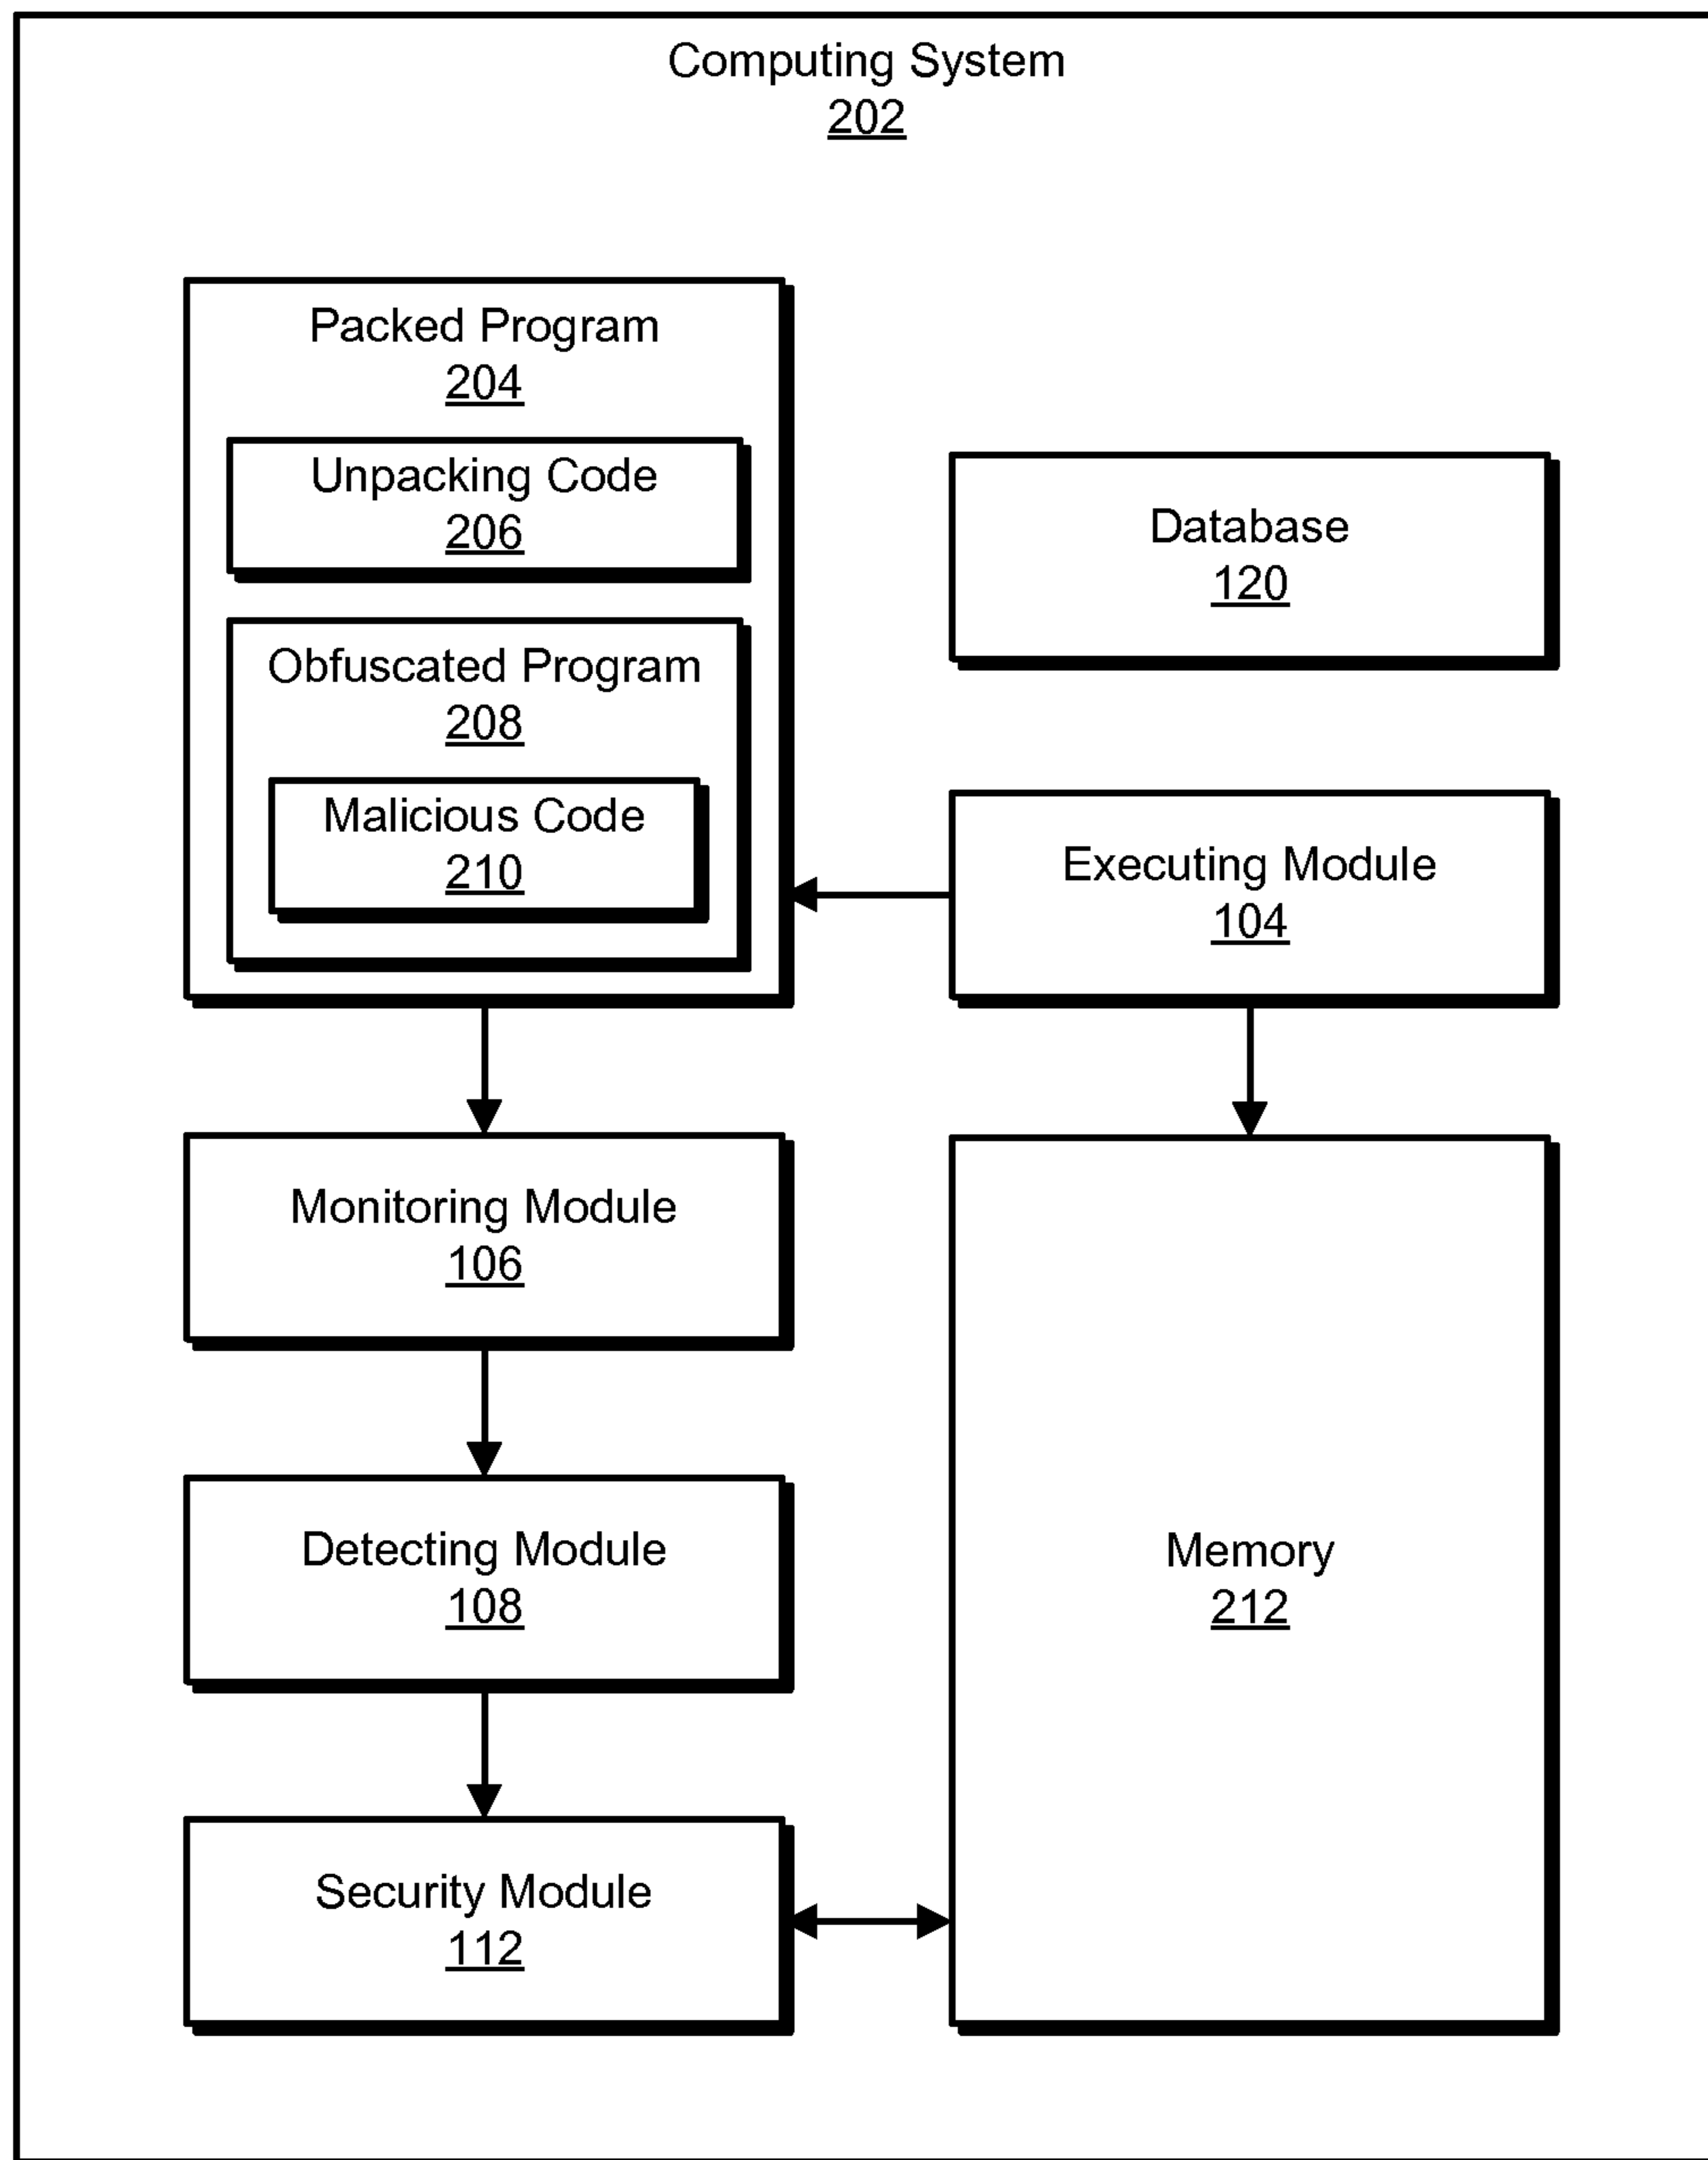 Computing System
202
Packed Program
204
Unpacking Code
206
Obfuscated Program
208
Malicious Code
210
Database
120
Executing Module
104
Monitoring Module
106
Detecting Module
108
Memory
212
Security Module
112